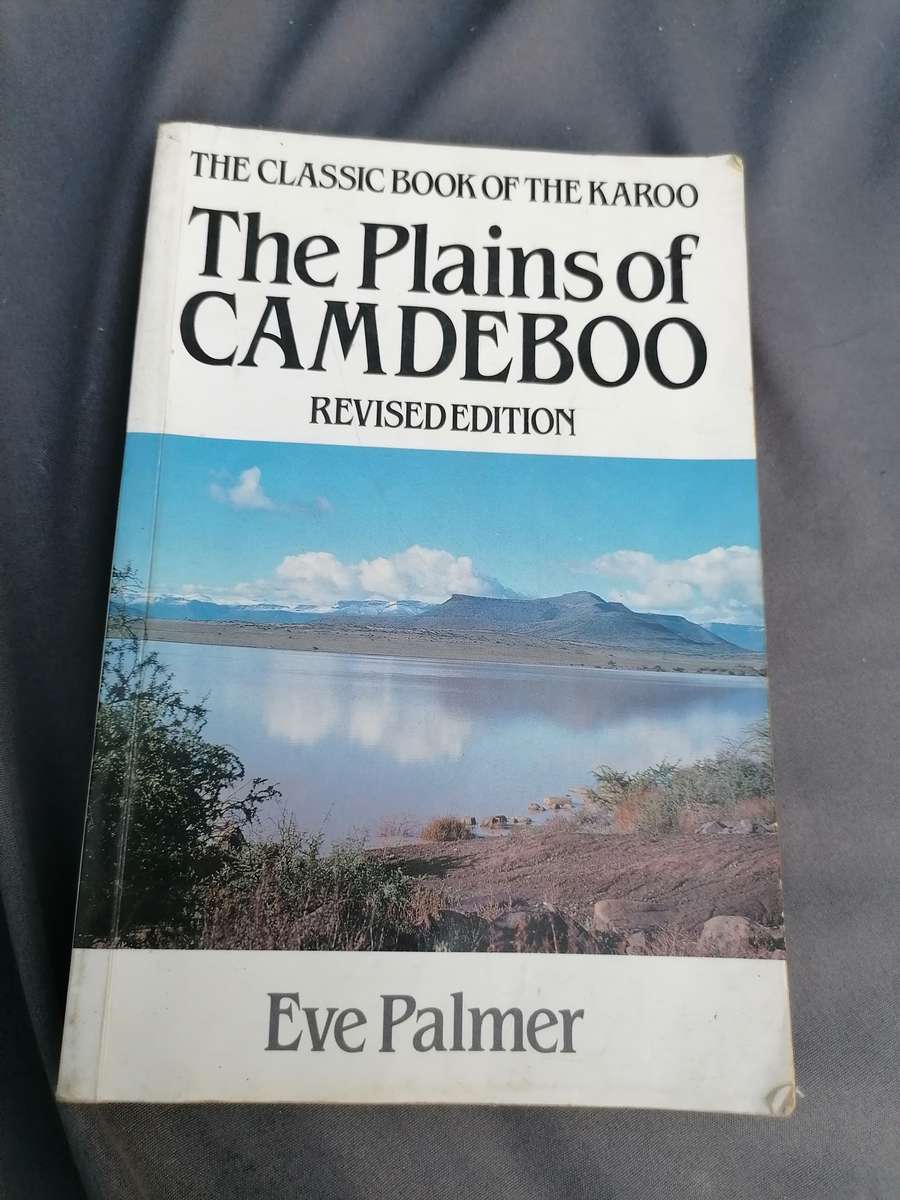 THE CLASSIC BOOK OF THE KAROO
The Plains of
CAMDEBOO
REVISED EDITION
Eve Palmer